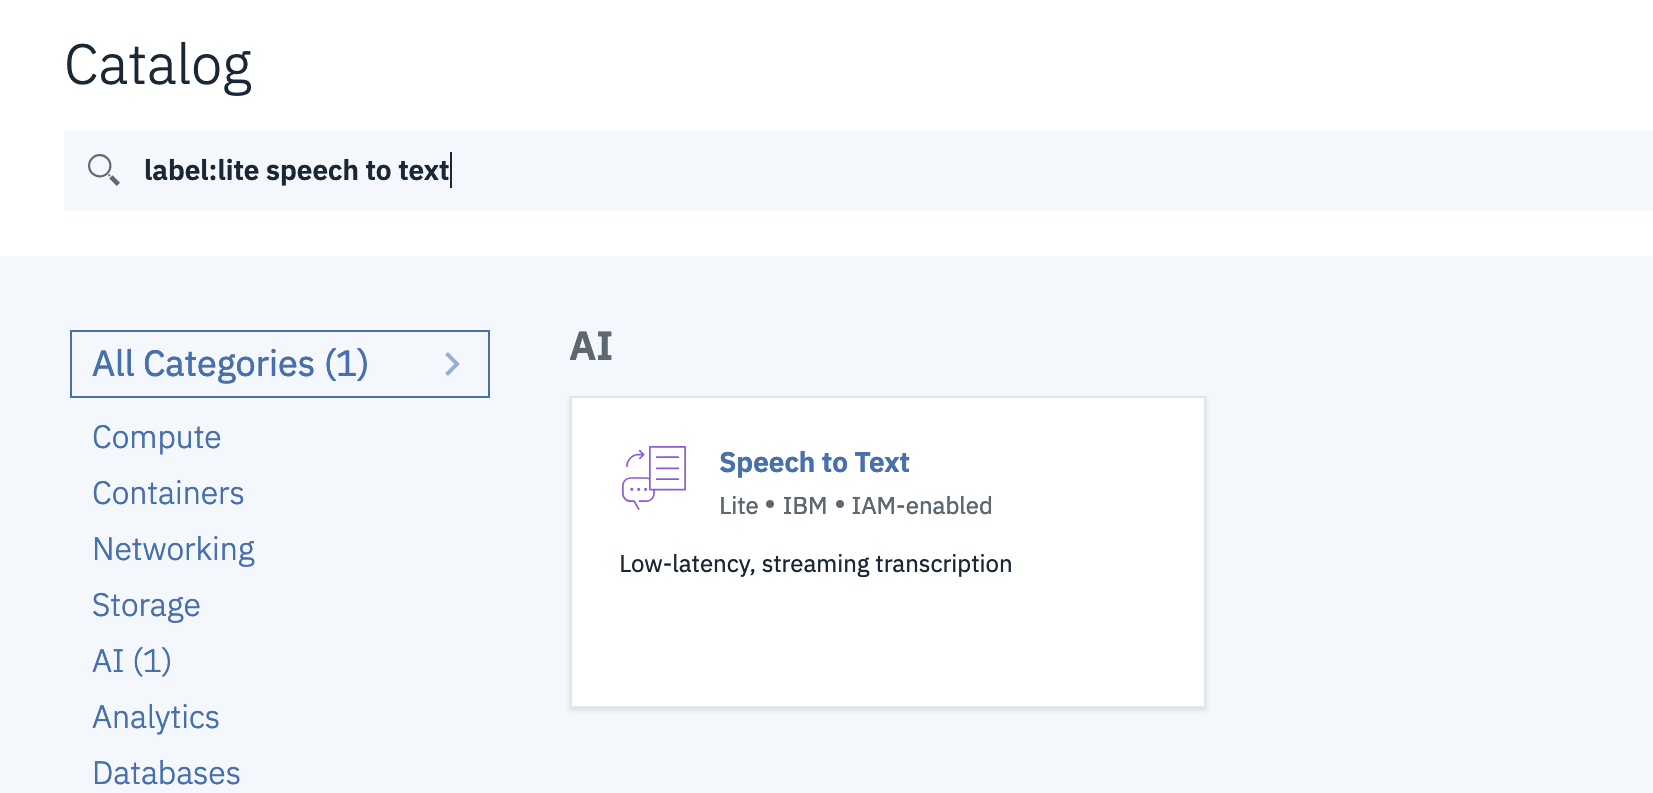 Catalog
label:lite speech to text
All Categories (1)
Compute
Containers
Networking
Storage
AI (1)
Analytics
Databases
AI
Speech to Text
Lite • IBM • IAM-enabled
Low-latency, streaming transcription